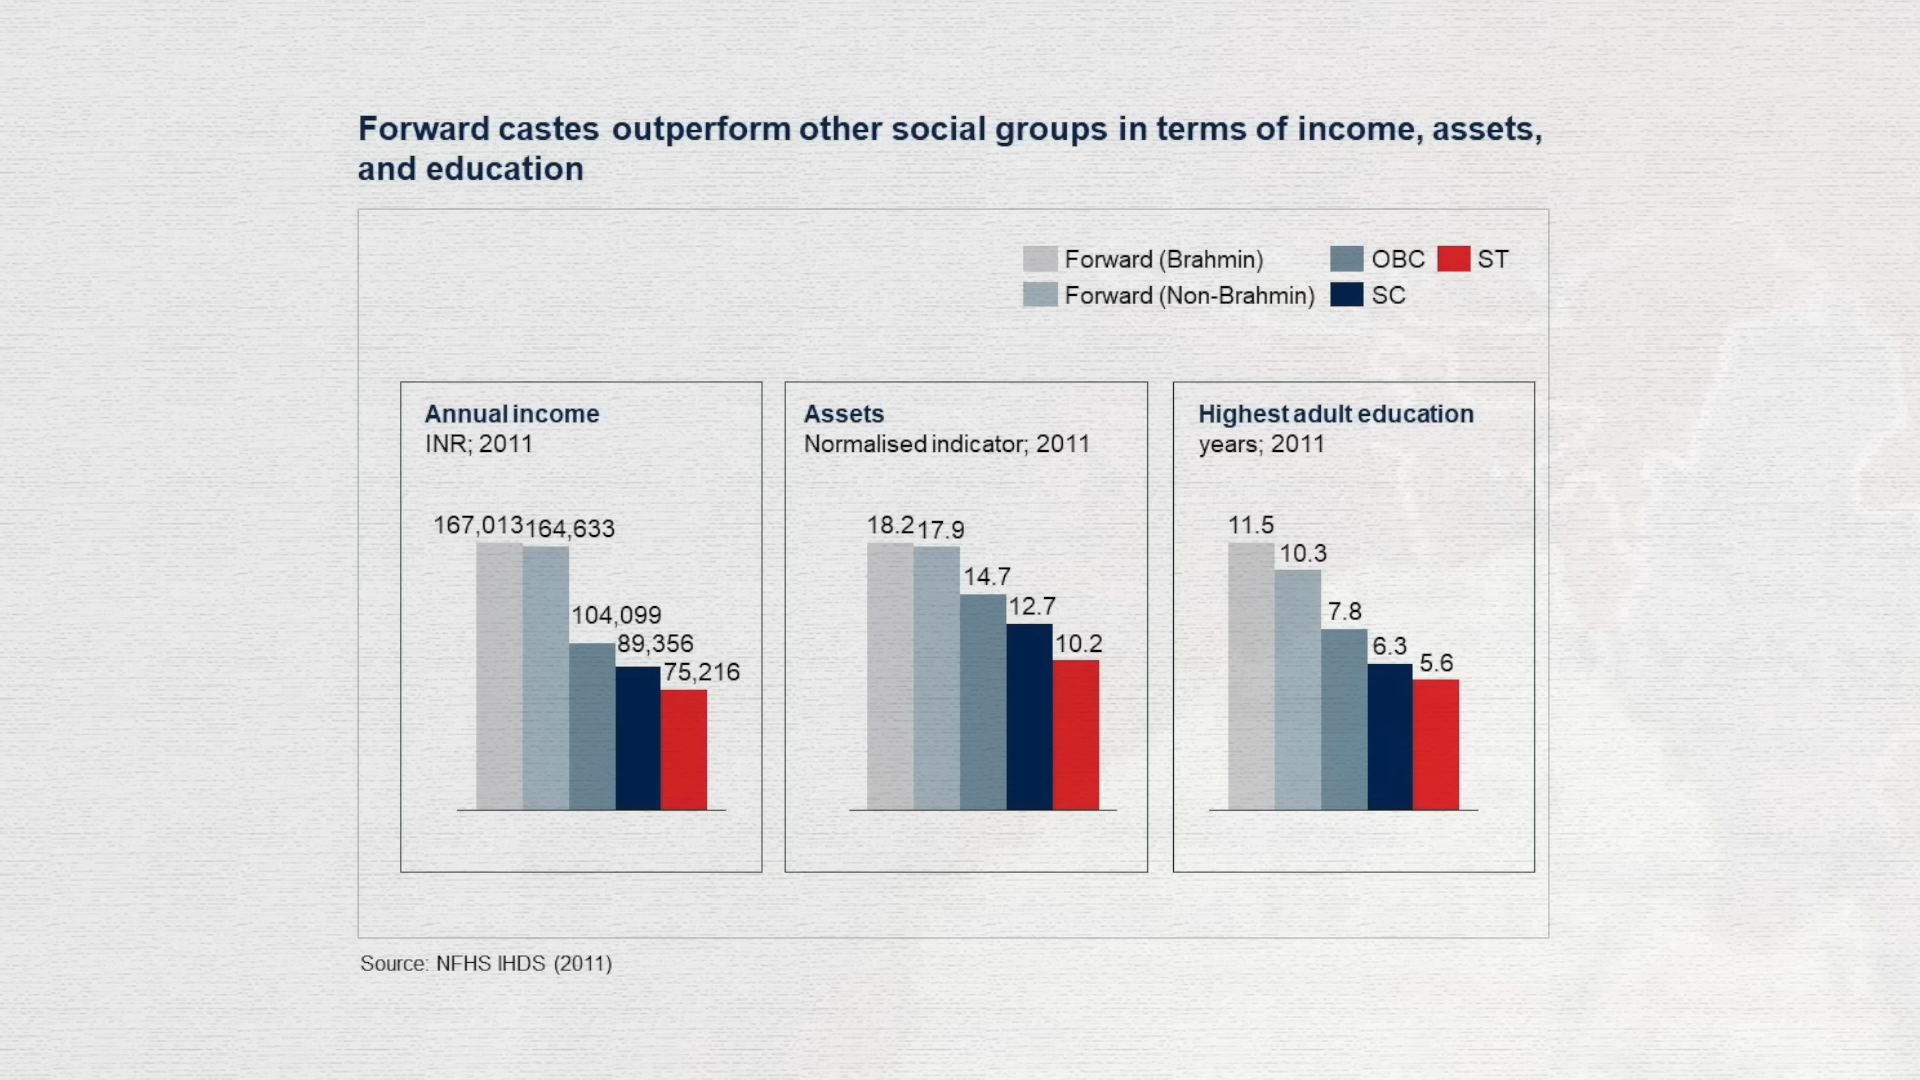 Forward castes outperform other social groups in terms of income, assets,
and education
Forward (Brahmin)
OBC
ST
Forward (Non-Brahmin)
SC
Annual income
INR; 2011
167,013
164,633
104,099
89,356
75,216
Assets
Normalised indicator; 2011
18.2
17.9
14.7
12.7
10.2
Highest adult education
years; 2011
11.5
10.3
7.8
6.3
5.6
Source: NFHS IHDS (2011)